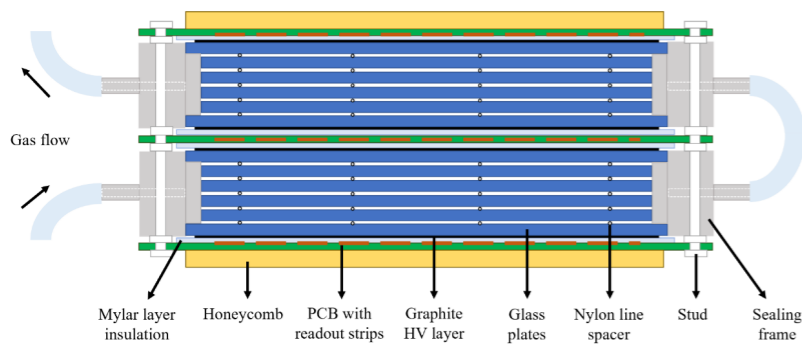 Gas flow
Mylar layer
insulation
Honeycomb
PCB with
readout strips
Graphite
HV layer
Glass
plates
Nylon line
spacer
Stud
Sealing
frame